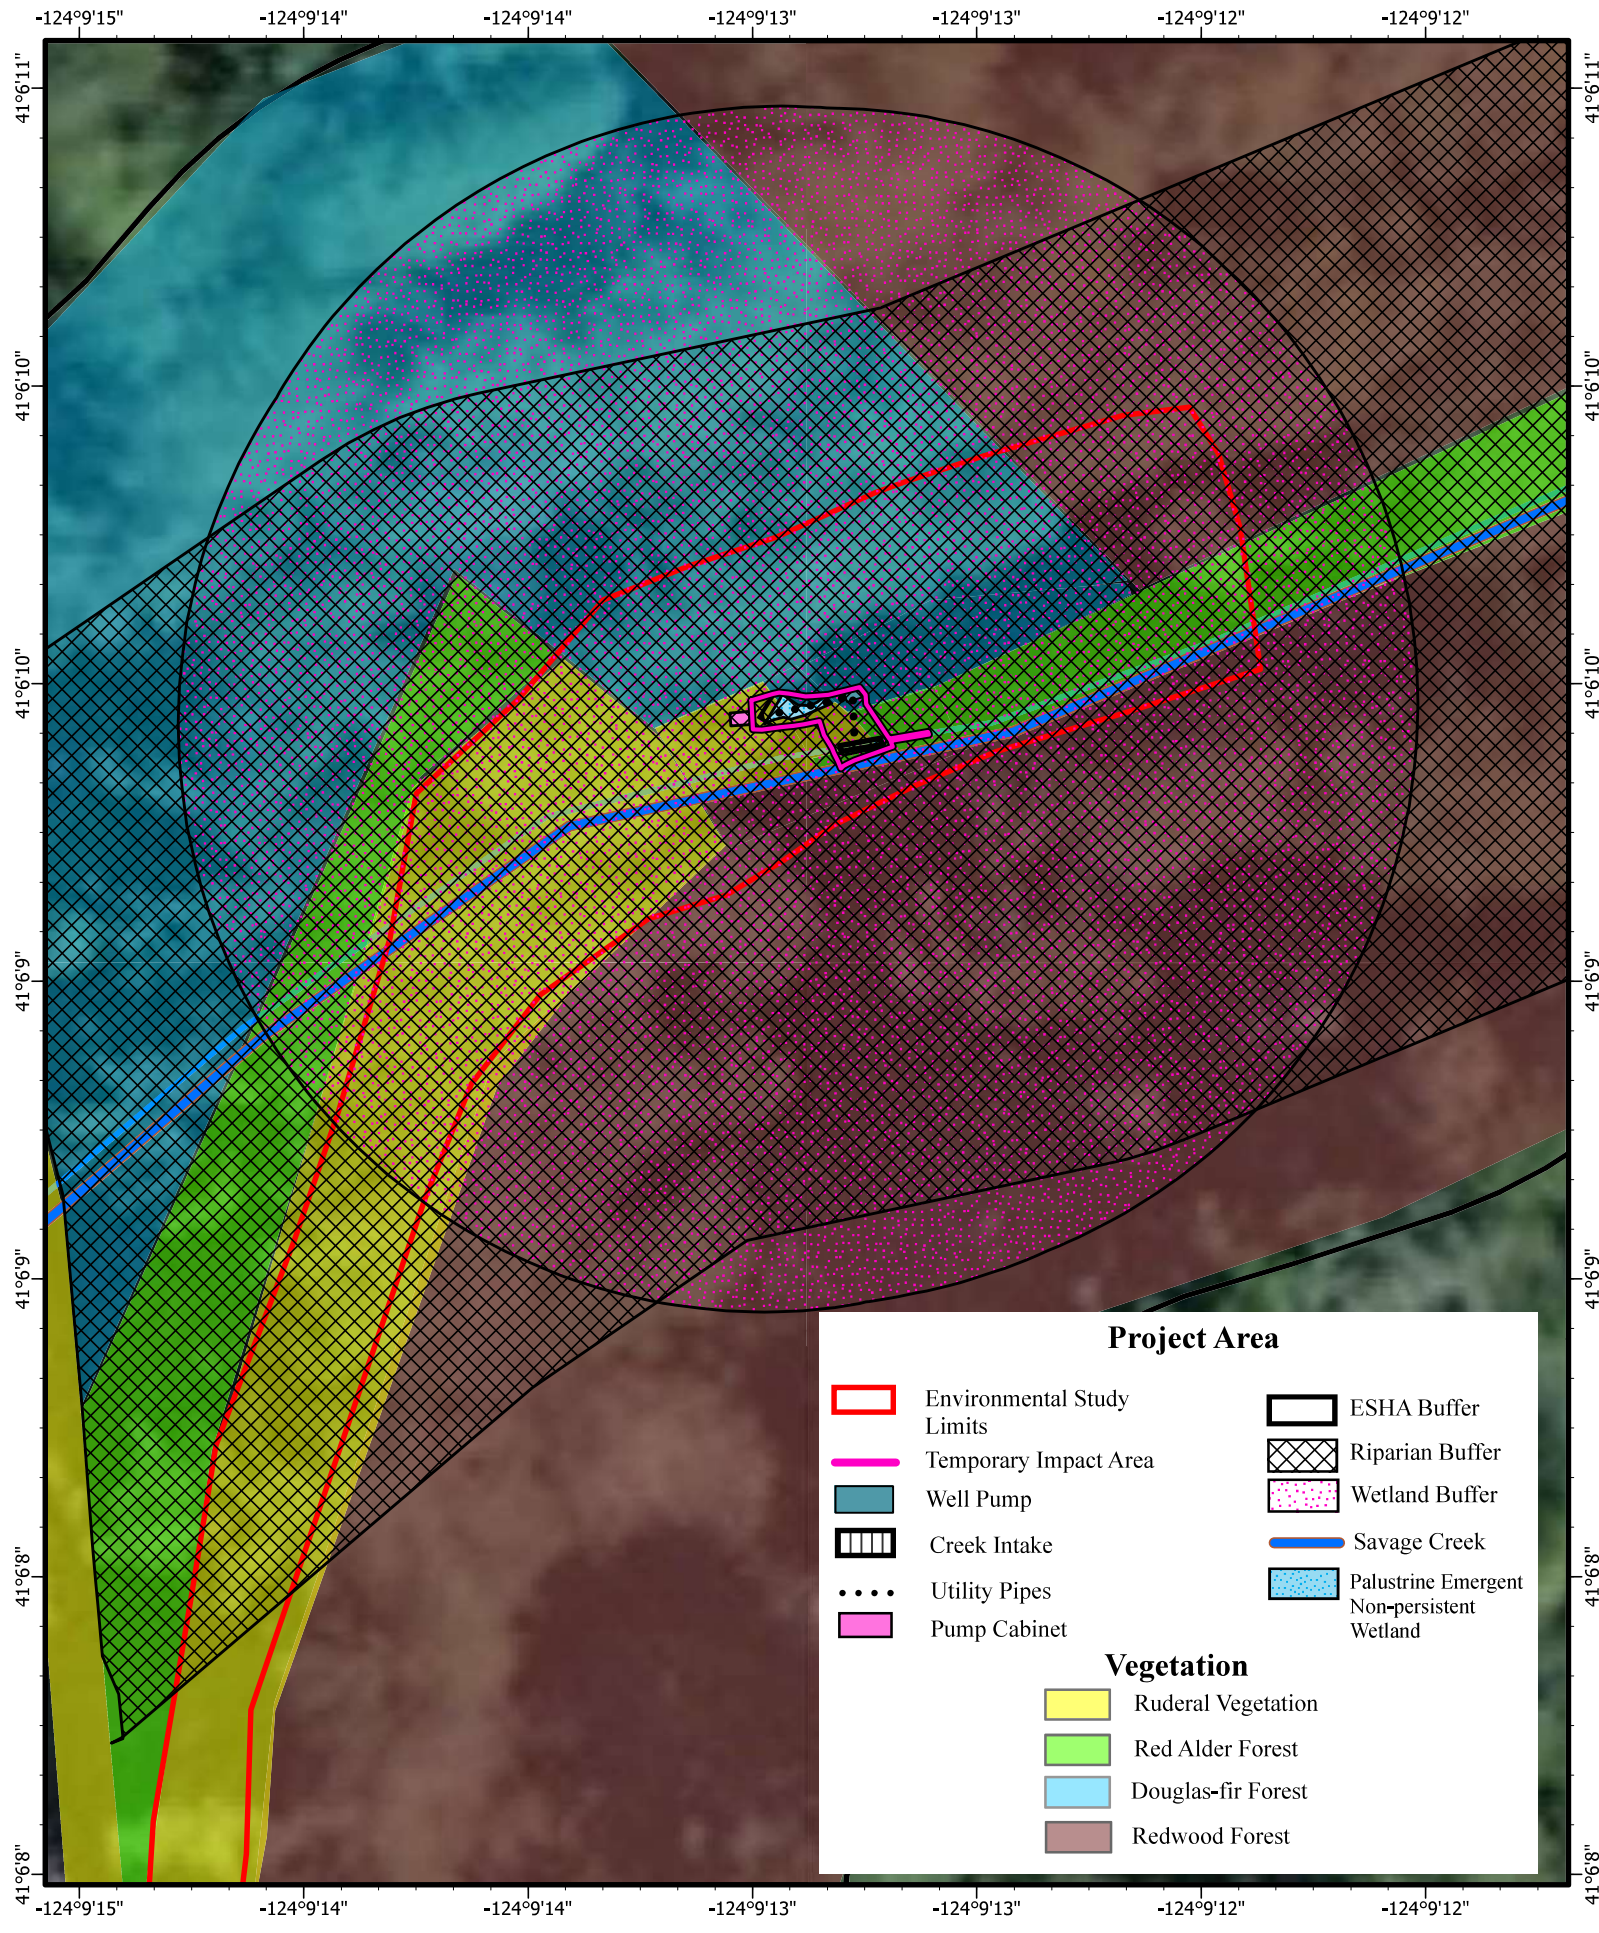 -124°9'15" -124°9'14" -124°9'14" -124°9'13" -124°9'13" -124°9'12" -124°9'12"
41°6'11" 41°6'11"
41°6'10" 41°6'10"
41°6'10" 41°6'10"
41°6'9" 41°6'9"
41°6'9" 41°6'9"
41°6'8" 41°6'8"
41°6'8" 41°6'8"
Project Area
Environmental Study
Limits
Temporary Impact Area
Well Pump
Creek Intake
Utility Pipes
Pump Cabinet
ESHA Buffer
Riparian Buffer
Wetland Buffer
Savage Creek
Palustrine Emergent
Non-persistent
Wetland
Vegetation
Ruderal Vegetation
Red Alder Forest
Douglas-fir Forest
Redwood Forest
-124°9'15" -124°9'14" -124°9'14" -124°9'13" -124°9'13" -124°9'12" -124°9'12"